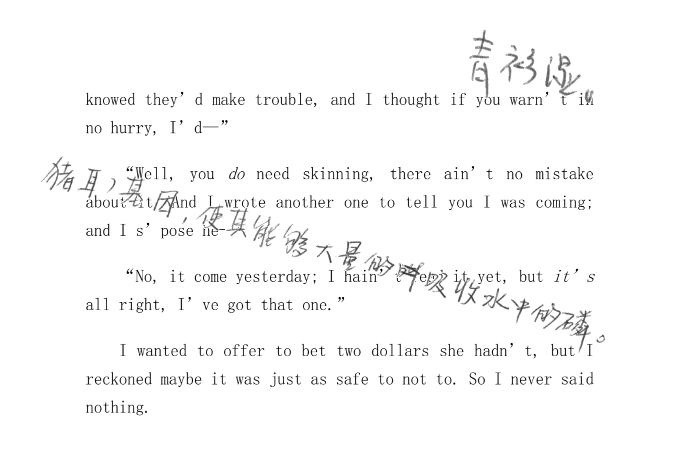 青衫湿
knowed they’d make trouble, and I thought if you warn’t in
no hurry, I’d—”
“Well, you do need skinning, there ain’t no mistake
about it. And I wrote another one to tell you I was coming;
and I s’pose he—”
猪耳，基因，使其能够大量的吸收水中的磷。
“No, it come yesterday; I hain’t read it yet, but it’s
all right, I’ve got that one.”
I wanted to offer to bet two dollars she hadn’t, but I
reckoned maybe it was just as safe to not to. So I never said
nothing.